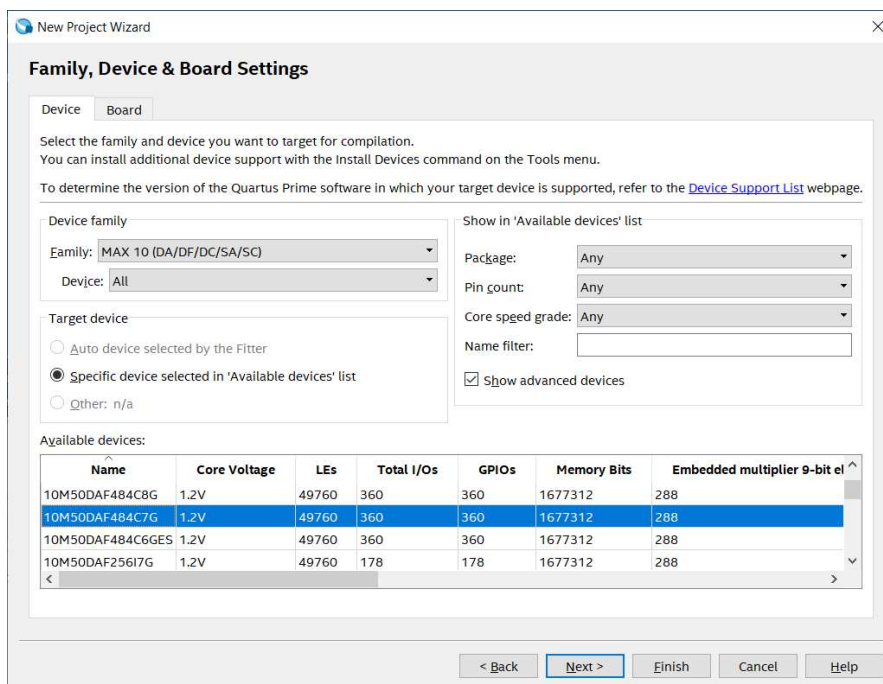 New Project Wizard
Family, Device & Board Settings
Device Board
Select the family and device you want to target for compilation.
You can install additional device support with the Install Devices command on the Tools menu.
To determine the version of the Quartus Prime software in which your target device is supported, refer to the Device Support List webpage.
Device family
Family: MAX 10 (DA/DF/DC/SA/SC)
Device: All
Show in 'Available devices' list
Package: Any
Pin count: Any
Core speed grade: Any
Name filter:
Show advanced devices
Target device
Auto device selected by the Fitter
Specific device selected in 'Available devices' list
Other: n/a
Available devices:
Name Core Voltage LEs Total I/Os GPIOs Memory Bits Embedded multiplier 9-bit el
10M50DAF484C8G 1.2V 49760 360 360 1677312 288
10M50DAF484C7G 1.2V 49760 360 360 1677312 288
10M50DAF484C6GES 1.2V 49760 360 360 1677312 288
10M50DAF256I7G 1.2V 49760 178 178 1677312 288
< Back Next > Finish Cancel Help